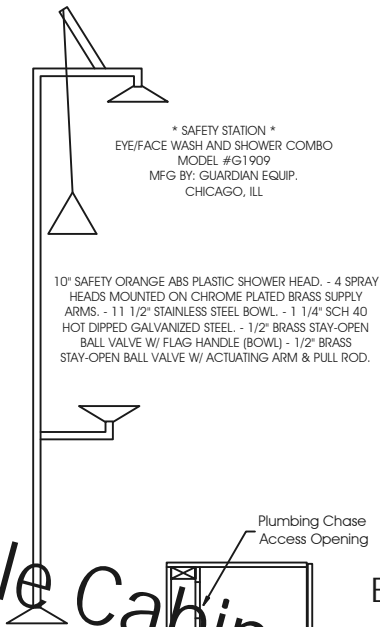 * SAFETY STATION *
EYE/FACE WASH AND SHOWER COMBO
MODEL #G1909
MFG BY: GUARDIAN EQUIP.
CHICAGO, ILL
10" SAFETY ORANGE ABS PLASTIC SHOWER HEAD. - 4 SPRAY
HEADS MOUNTED ON CHROME PLATED BRASS SUPPLY
ARMS. - 11 1/2" STAINLESS STEEL BOWL. - 1 1/4" SCH 40
HOT DIPPED GALVANIZED STEEL. - 1/2" BRASS STAY-OPEN
BALL VALVE W/ FLAG HANDLE (BOWL) - 1/2" BRASS
STAY-OPEN BALL VALVE W/ ACTUATING ARM & PULL ROD.
Plumbing Chase
Access Opening